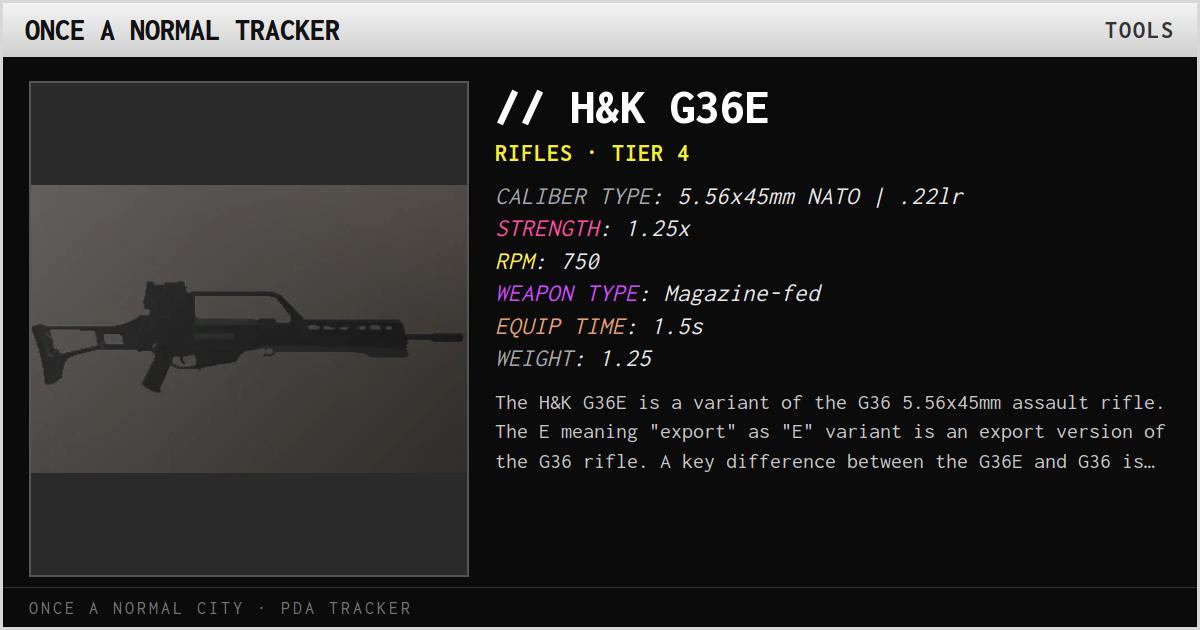 ONCE A NORMAL TRACKER
TOOLS
// H&K G36E
RIFLES · TIER 4
CALIBER TYPE: 5.56x45mm NATO | .22lr
STRENGTH: 1.25x
RPM: 750
WEAPON TYPE: Magazine-fed
EQUIP TIME: 1.5s
WEIGHT: 1.25
The H&K G36E is a variant of the G36 5.56x45mm assault rifle.
The E meaning "export" as "E" variant is an export version of
the G36 rifle. A key difference between the G36E and G36 is…
ONCE A NORMAL CITY · PDA TRACKER